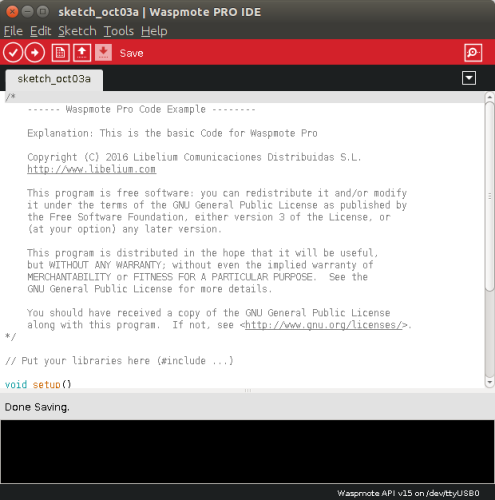 sketch_oct03a | Waspmote PRO IDE
File Edit Sketch Tools Help
Save
sketch_oct03a
/*
------ Waspmote Pro Code Example --------
Explanation: This is the basic Code for Waspmote Pro
Copyright (C) 2016 Libelium Comunicaciones Distribuidas S.L.
http://www.libelium.com
This program is free software: you can redistribute it and/or modify
it under the terms of the GNU General Public License as published by
the Free Software Foundation, either version 3 of the License, or
(at your option) any later version.
This program is distributed in the hope that it will be useful,
but WITHOUT ANY WARRANTY; without even the implied warranty of
MERCHANTABILITY or FITNESS FOR A PARTICULAR PURPOSE.  See the
GNU General Public License for more details.
You should have received a copy of the GNU General Public License
along with this program.  If not, see <http://www.gnu.org/licenses/>.
*/
// Put your libraries here (#include ...)
void setup()
Done Saving.
Waspmote API v15 on /dev/ttyUSB0